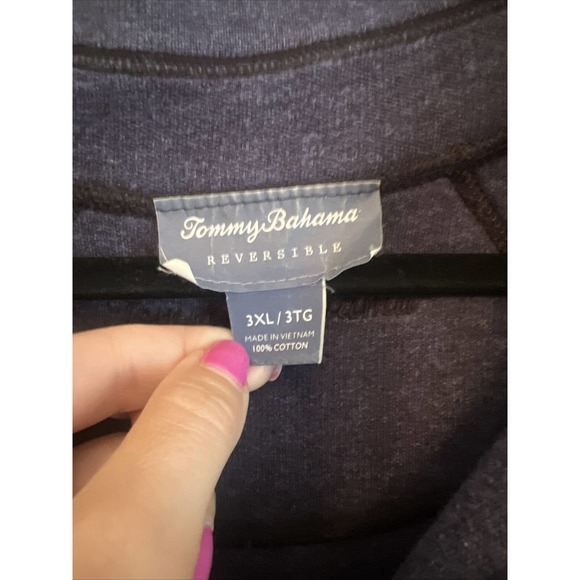 Tommy Bahama
REVERSIBLE
3XL / 3TG
MADE IN VIETNAM
100% COTTON